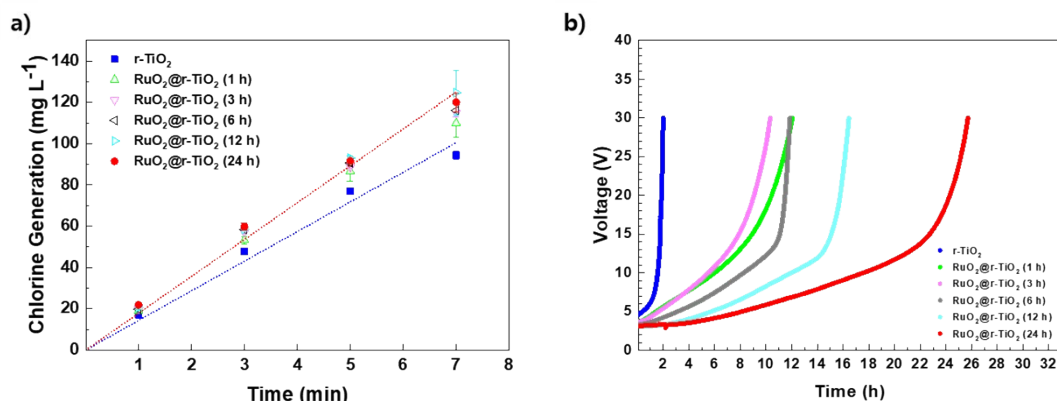 a)
Chlorine Generation (mg L⁻¹)
140
120
100
80
60
40
20
0
r-TiO₂
RuO₂@r-TiO₂ (1 h)
RuO₂@r-TiO₂ (3 h)
RuO₂@r-TiO₂ (6 h)
RuO₂@r-TiO₂ (12 h)
RuO₂@r-TiO₂ (24 h)
0 1 2 3 4 5 6 7 8
Time (min)
b)
Voltage (V)
40
35
30
25
20
15
10
5
0
r-TiO₂
RuO₂@r-TiO₂ (1 h)
RuO₂@r-TiO₂ (3 h)
RuO₂@r-TiO₂ (6 h)
RuO₂@r-TiO₂ (12 h)
RuO₂@r-TiO₂ (24 h)
2 4 6 8 10 12 14 16 18 20 22 24 26 28 30 32
Time (h)